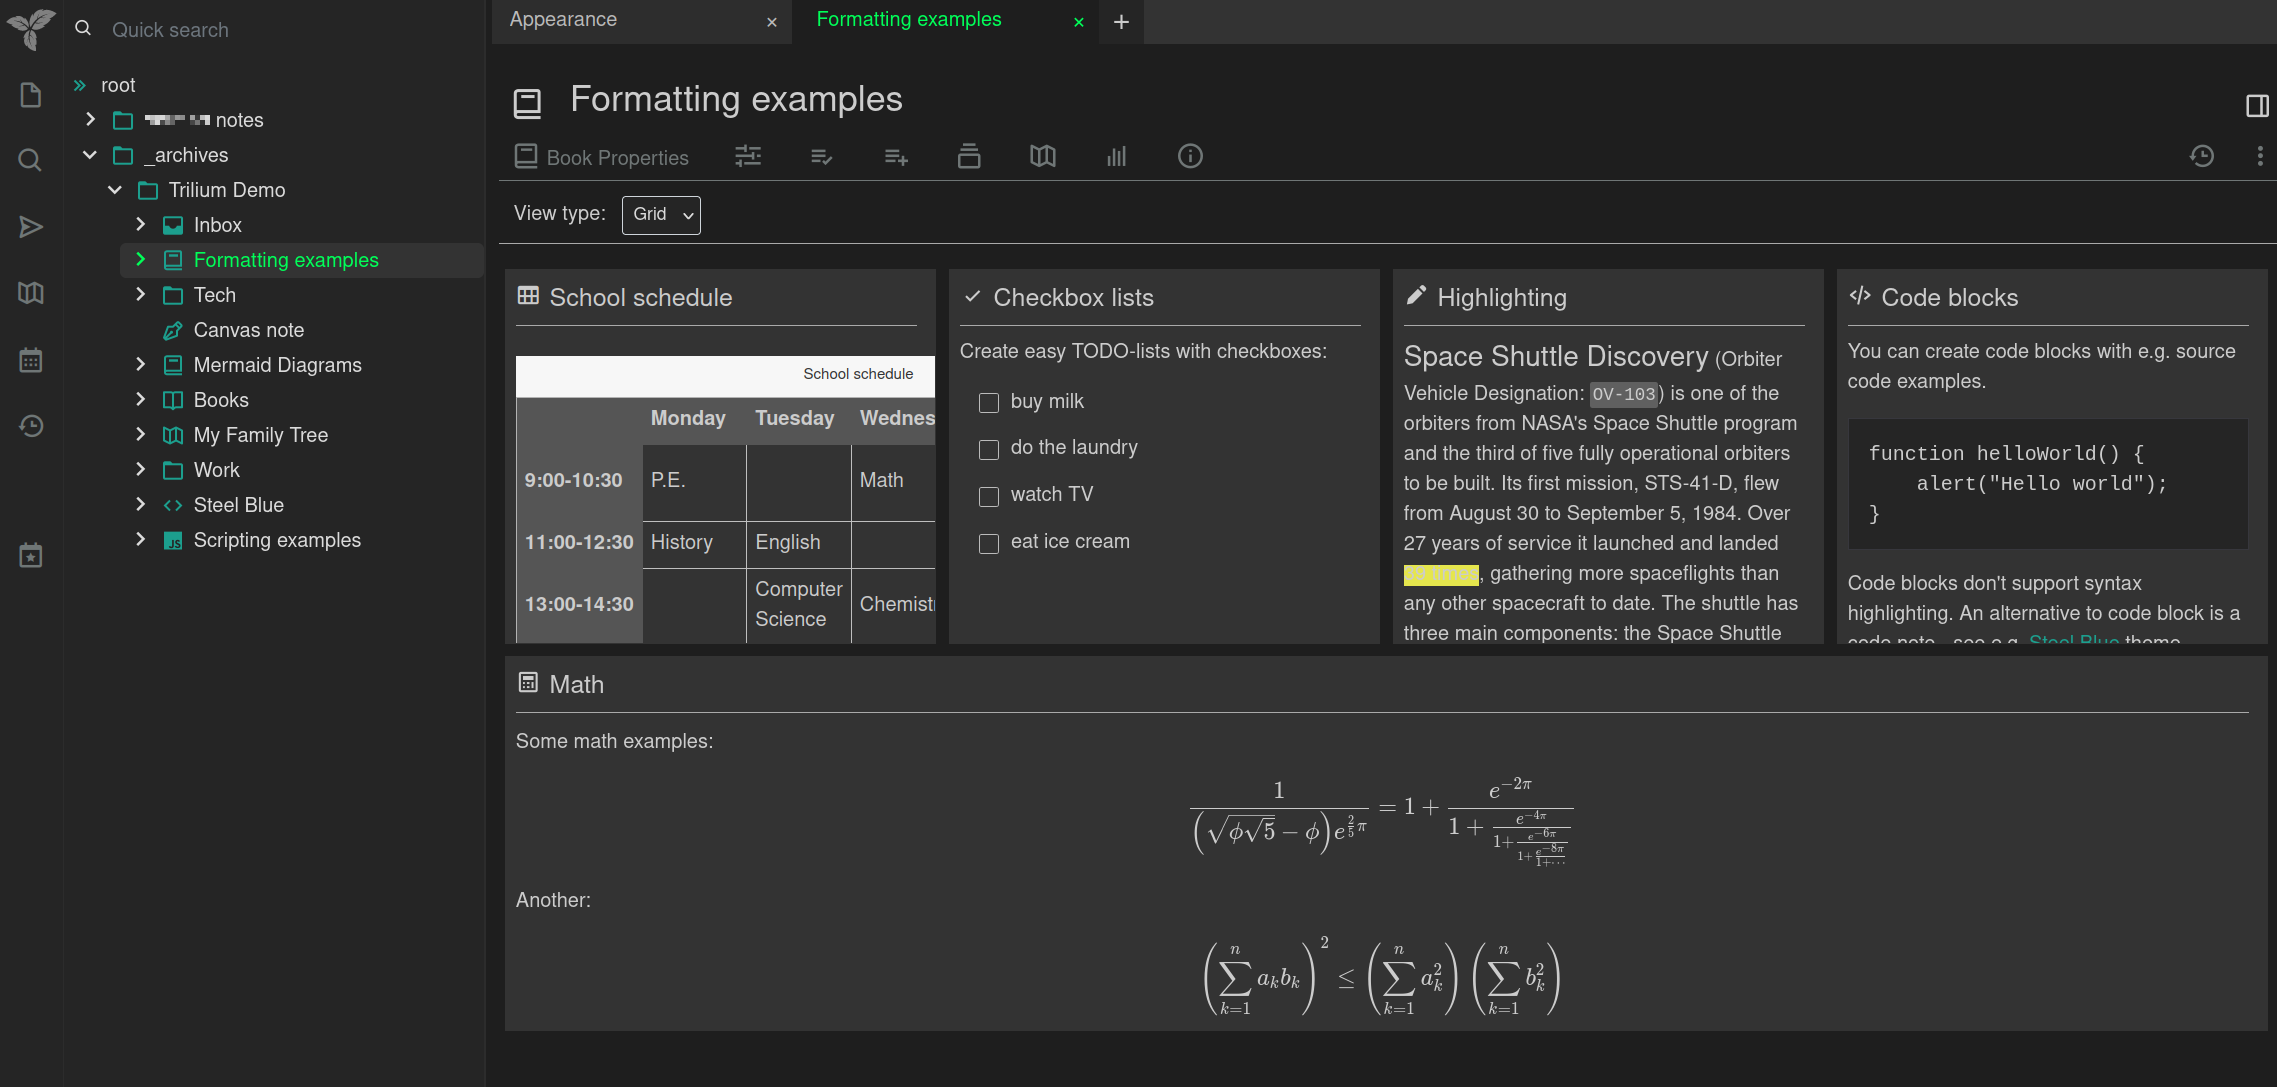 Quick search
root
notes
_archives
Trilium Demo
Inbox
Formatting examples
Tech
Canvas note
Mermaid Diagrams
Books
My Family Tree
Work
Steel Blue
Scripting examples
Appearance × Formatting examples × +
Formatting examples
Book Properties
View type: Grid
School schedule
School schedule
Monday Tuesday Wednes
9:00-10:30 P.E. Math
11:00-12:30 History English
13:00-14:30 Computer Science Chemist
Checkbox lists
Create easy TODO-lists with checkboxes:
buy milk
do the laundry
watch TV
eat ice cream
Highlighting
Space Shuttle Discovery (Orbiter
Vehicle Designation: OV-103) is one of the
orbiters from NASA's Space Shuttle program
and the third of five fully operational orbiters
to be built. Its first mission, STS-41-D, flew
from August 30 to September 5, 1984. Over
27 years of service it launched and landed
39 times, gathering more spaceflights than
any other spacecraft to date. The shuttle has
three main components: the Space Shuttle
</> Code blocks
You can create code blocks with e.g. source
code examples.
function helloWorld() {
    alert("Hello world");
}
Code blocks don't support syntax
highlighting. An alternative to code block is a
code note - see e.g. Steel Blue theme
Math
Some math examples:
\frac{1}{\left(\sqrt{\phi\sqrt{5}}-\phi\right)e^{\frac{2}{5}\pi}} = 1+\frac{e^{-2\pi}}{1+\frac{e^{-4\pi}}{1+\frac{e^{-6\pi}}{1+\frac{e^{-8\pi}}{1+\cdots}}}}
Another:
\left(\sum_{k=1}^{n} a_k b_k\right)^2 \leq \left(\sum_{k=1}^{n} a_k^2\right)\left(\sum_{k=1}^{n} b_k^2\right)